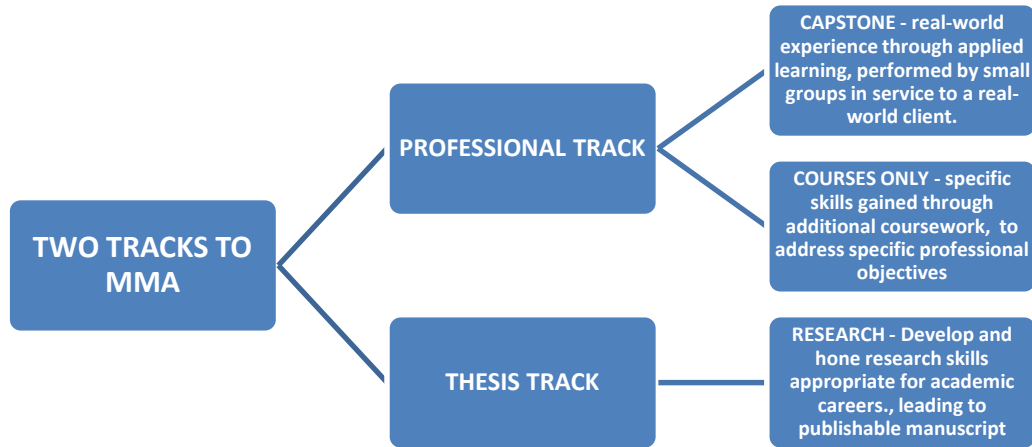 TWO TRACKS TO
MMA
PROFESSIONAL TRACK
CAPSTONE - real-world
experience through applied
learning, performed by small
groups in service to a real-
world client.
COURSES ONLY - specific
skills gained through
additional coursework,  to
address specific professional
objectives
THESIS TRACK
RESEARCH - Develop and
hone research skills
appropriate for academic
careers., leading to
publishable manuscript